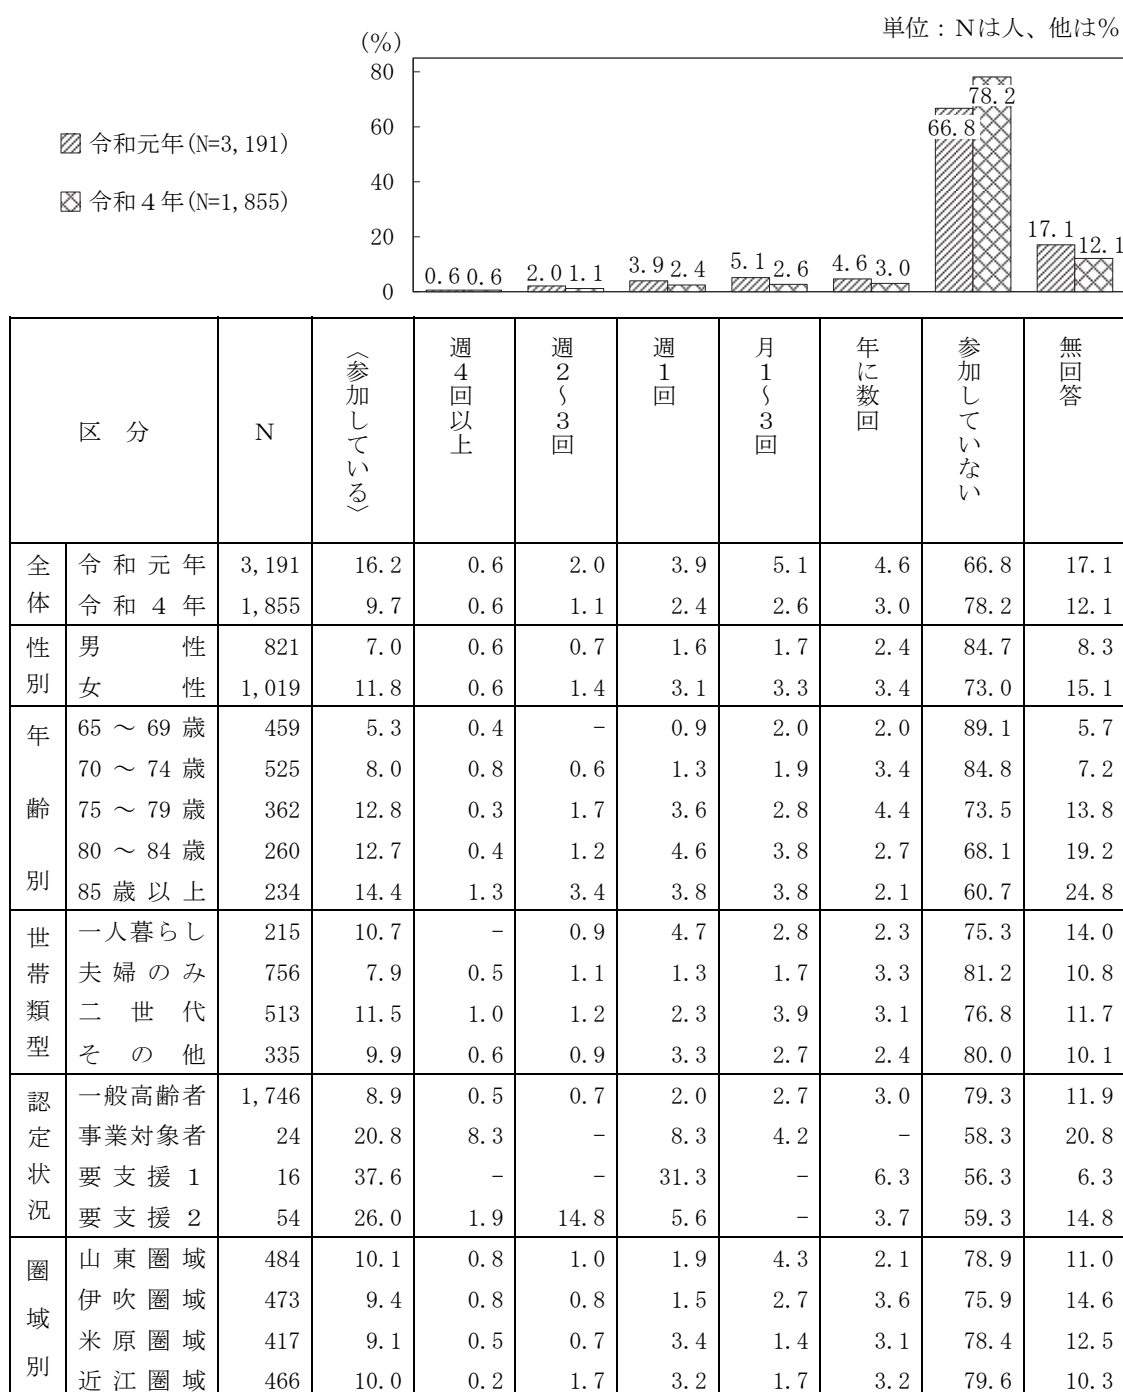 単位：Nは人、他は％
(%)
80
60
40
20
0
令和元年(N=3,191)
令和４年(N=1,855)
0.6 0.6 2.0 1.1 3.9 2.4 5.1 2.6 4.6 3.0 66.8 78.2 17.1 12.1
区分 N 〈参加している〉 週4回以上 週2～3回 週1回 月1～3回 年に数回 参加していない 無回答
全体 令和元年 3,191 16.2 0.6 2.0 3.9 5.1 4.6 66.8 17.1
令和4年 1,855 9.7 0.6 1.1 2.4 2.6 3.0 78.2 12.1
性別 男性 821 7.0 0.6 0.7 1.6 1.7 2.4 84.7 8.3
女性 1,019 11.8 0.6 1.4 3.1 3.3 3.4 73.0 15.1
年齢別 65～69歳 459 5.3 0.4 － 0.9 2.0 2.0 89.1 5.7
70～74歳 525 8.0 0.8 0.6 1.3 1.9 3.4 84.8 7.2
75～79歳 362 12.8 0.3 1.7 3.6 2.8 4.4 73.5 13.8
80～84歳 260 12.7 0.4 1.2 4.6 3.8 2.7 68.1 19.2
85歳以上 234 14.4 1.3 3.4 3.8 3.8 2.1 60.7 24.8
世帯類型 一人暮らし 215 10.7 － 0.9 4.7 2.8 2.3 75.3 14.0
夫婦のみ 756 7.9 0.5 1.1 1.3 1.7 3.3 81.2 10.8
二世代 513 11.5 1.0 1.2 2.3 3.9 3.1 76.8 11.7
その他 335 9.9 0.6 0.9 3.3 2.7 2.4 80.0 10.1
認定状況 一般高齢者 1,746 8.9 0.5 0.7 2.0 2.7 3.0 79.3 11.9
事業対象者 24 20.8 8.3 － 8.3 4.2 － 58.3 20.8
要支援1 16 37.6 － － 31.3 － 6.3 56.3 6.3
要支援2 54 26.0 1.9 14.8 5.6 － 3.7 59.3 14.8
圏域別 山東圏域 484 10.1 0.8 1.0 1.9 4.3 2.1 78.9 11.0
伊吹圏域 473 9.4 0.8 0.8 1.5 2.7 3.6 75.9 14.6
米原圏域 417 9.1 0.5 0.7 3.4 1.4 3.1 78.4 12.5
近江圏域 466 10.0 0.2 1.7 3.2 1.7 3.2 79.6 10.3